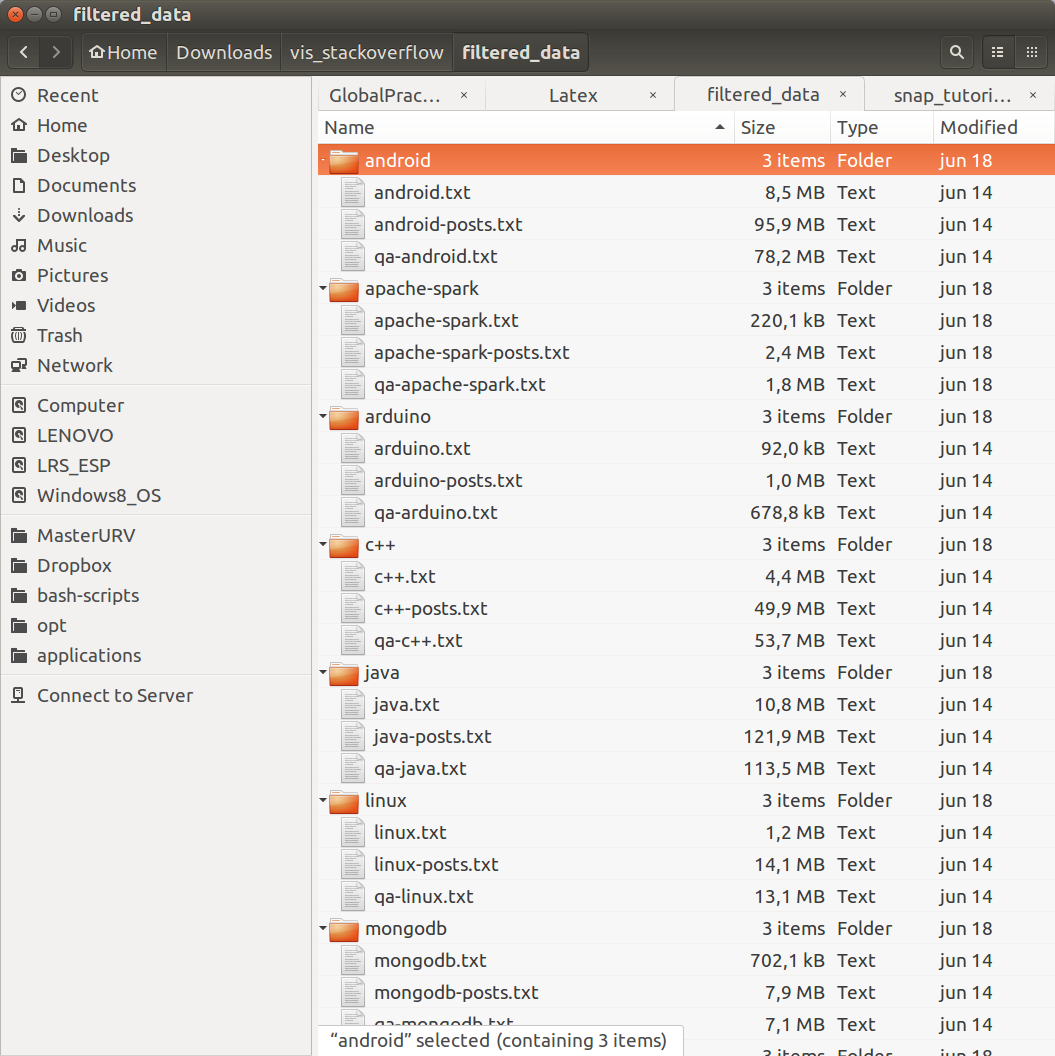 filtered_data
Home Downloads vis_stackoverflow filtered_data
Recent
Home
Desktop
Documents
Downloads
Music
Pictures
Videos
Trash
Network
Computer
LENOVO
LRS_ESP
Windows8_OS
MasterURV
Dropbox
bash-scripts
opt
applications
Connect to Server
GlobalPrac... × Latex × filtered_data × snap_tutori... ×
Name Size Type Modified
android 3 items Folder jun 18
android.txt 8,5 MB Text jun 14
android-posts.txt 95,9 MB Text jun 14
qa-android.txt 78,2 MB Text jun 14
apache-spark 3 items Folder jun 18
apache-spark.txt 220,1 kB Text jun 18
apache-spark-posts.txt 2,4 MB Text jun 18
qa-apache-spark.txt 1,8 MB Text jun 18
arduino 3 items Folder jun 18
arduino.txt 92,0 kB Text jun 14
arduino-posts.txt 1,0 MB Text jun 14
qa-arduino.txt 678,8 kB Text jun 14
c++ 3 items Folder jun 18
c++.txt 4,4 MB Text jun 14
c++-posts.txt 49,9 MB Text jun 14
qa-c++.txt 53,7 MB Text jun 14
java 3 items Folder jun 18
java.txt 10,8 MB Text jun 14
java-posts.txt 121,9 MB Text jun 14
qa-java.txt 113,5 MB Text jun 14
linux 3 items Folder jun 18
linux.txt 1,2 MB Text jun 14
linux-posts.txt 14,1 MB Text jun 14
qa-linux.txt 13,1 MB Text jun 14
mongodb 3 items Folder jun 18
mongodb.txt 702,1 kB Text jun 14
mongodb-posts.txt 7,9 MB Text jun 14
qa-mongodb.txt 7,1 MB Text jun 14
3 items Folder jun 18
“android” selected (containing 3 items)